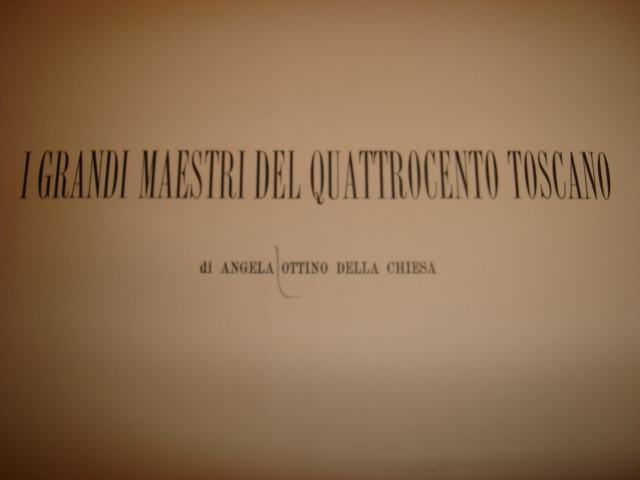 I GRANDI MAESTRI DEL QUATTROCENTO TOSCANO
di ANGELA OTTINO DELLA CHIESA